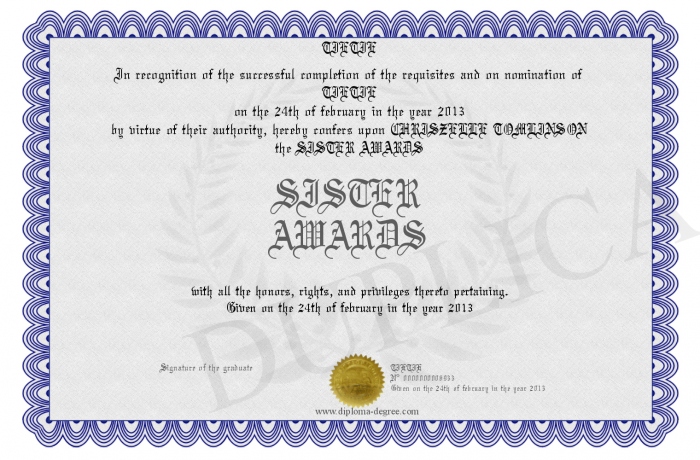 TIETIE
In recognition of the successful completion of the requisites and on nomination of
TIETIE
on the 24th of february in the year 2013
by virtue of their authority, hereby confers upon CHRISZELLE TOMLINSON
the SISTER AWARDS
SISTER
AWARDS
with all the honors, rights, and privileges thereto pertaining.
Given on the 24th of february in the year 2013
DUPLICA
Signature of the graduate
TIETIE
Given on the 24th of february in the year 2013
www.diploma-degree.com